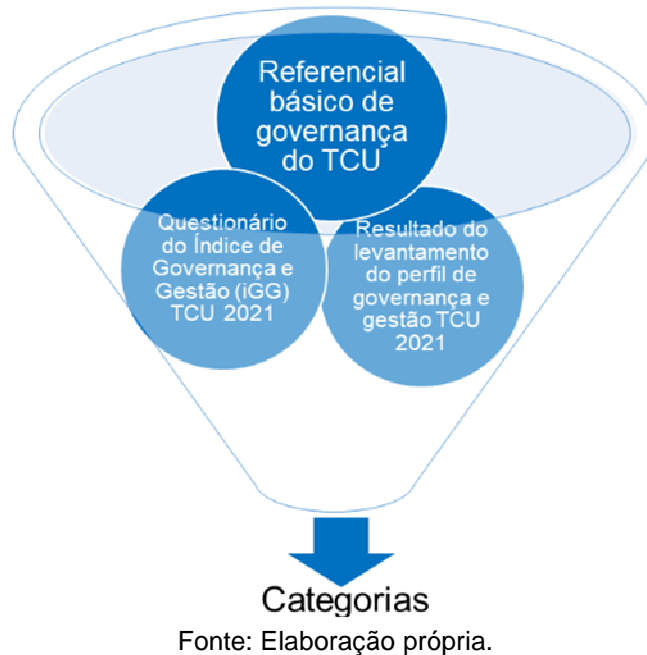 Referencial
básico de
governança
do TCU
Questionário
do Índice de
Governança e
Gestão (iGG)
TCU 2021
Resultado do
levantamento
do perfil de
governança e
gestão TCU
2021
Categorias
Fonte: Elaboração própria.